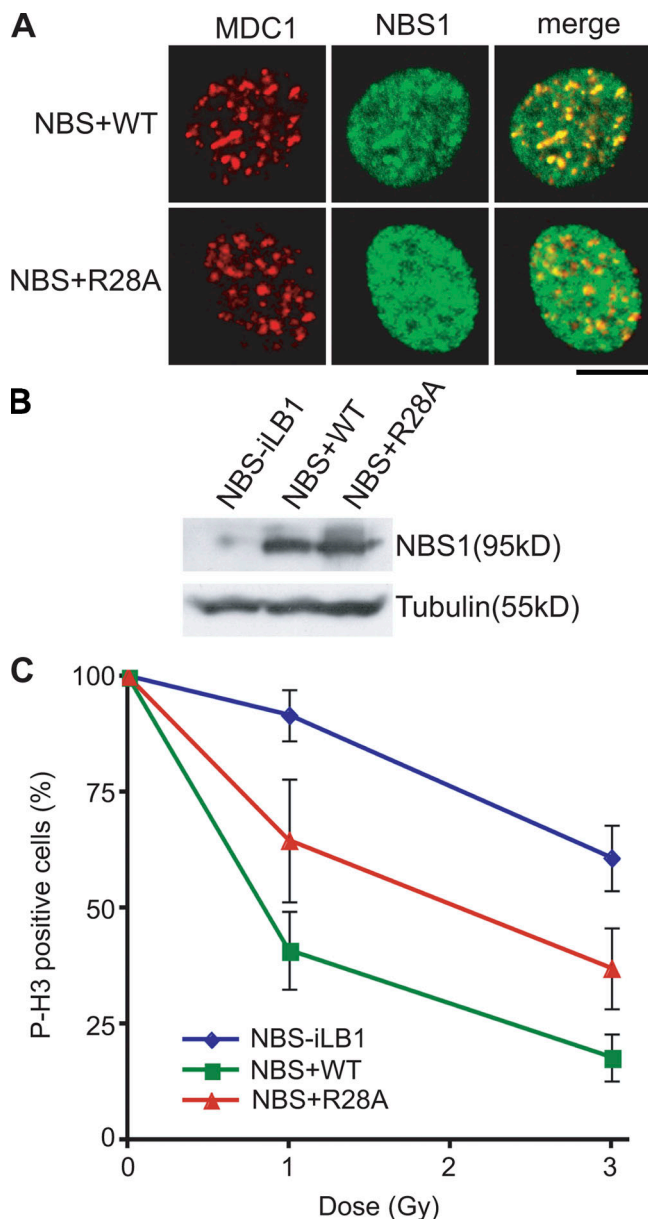 A
MDC1 NBS1 merge
NBS+WT
NBS+R28A
B
NBS-iLB1 NBS+WT NBS+R28A
NBS1(95kD)
Tubulin(55kD)
C
100
75
50
25
0
P-H3 positive cells (%)
NBS-iLB1
NBS+WT
NBS+R28A
0 1 2 3
Dose (Gy)